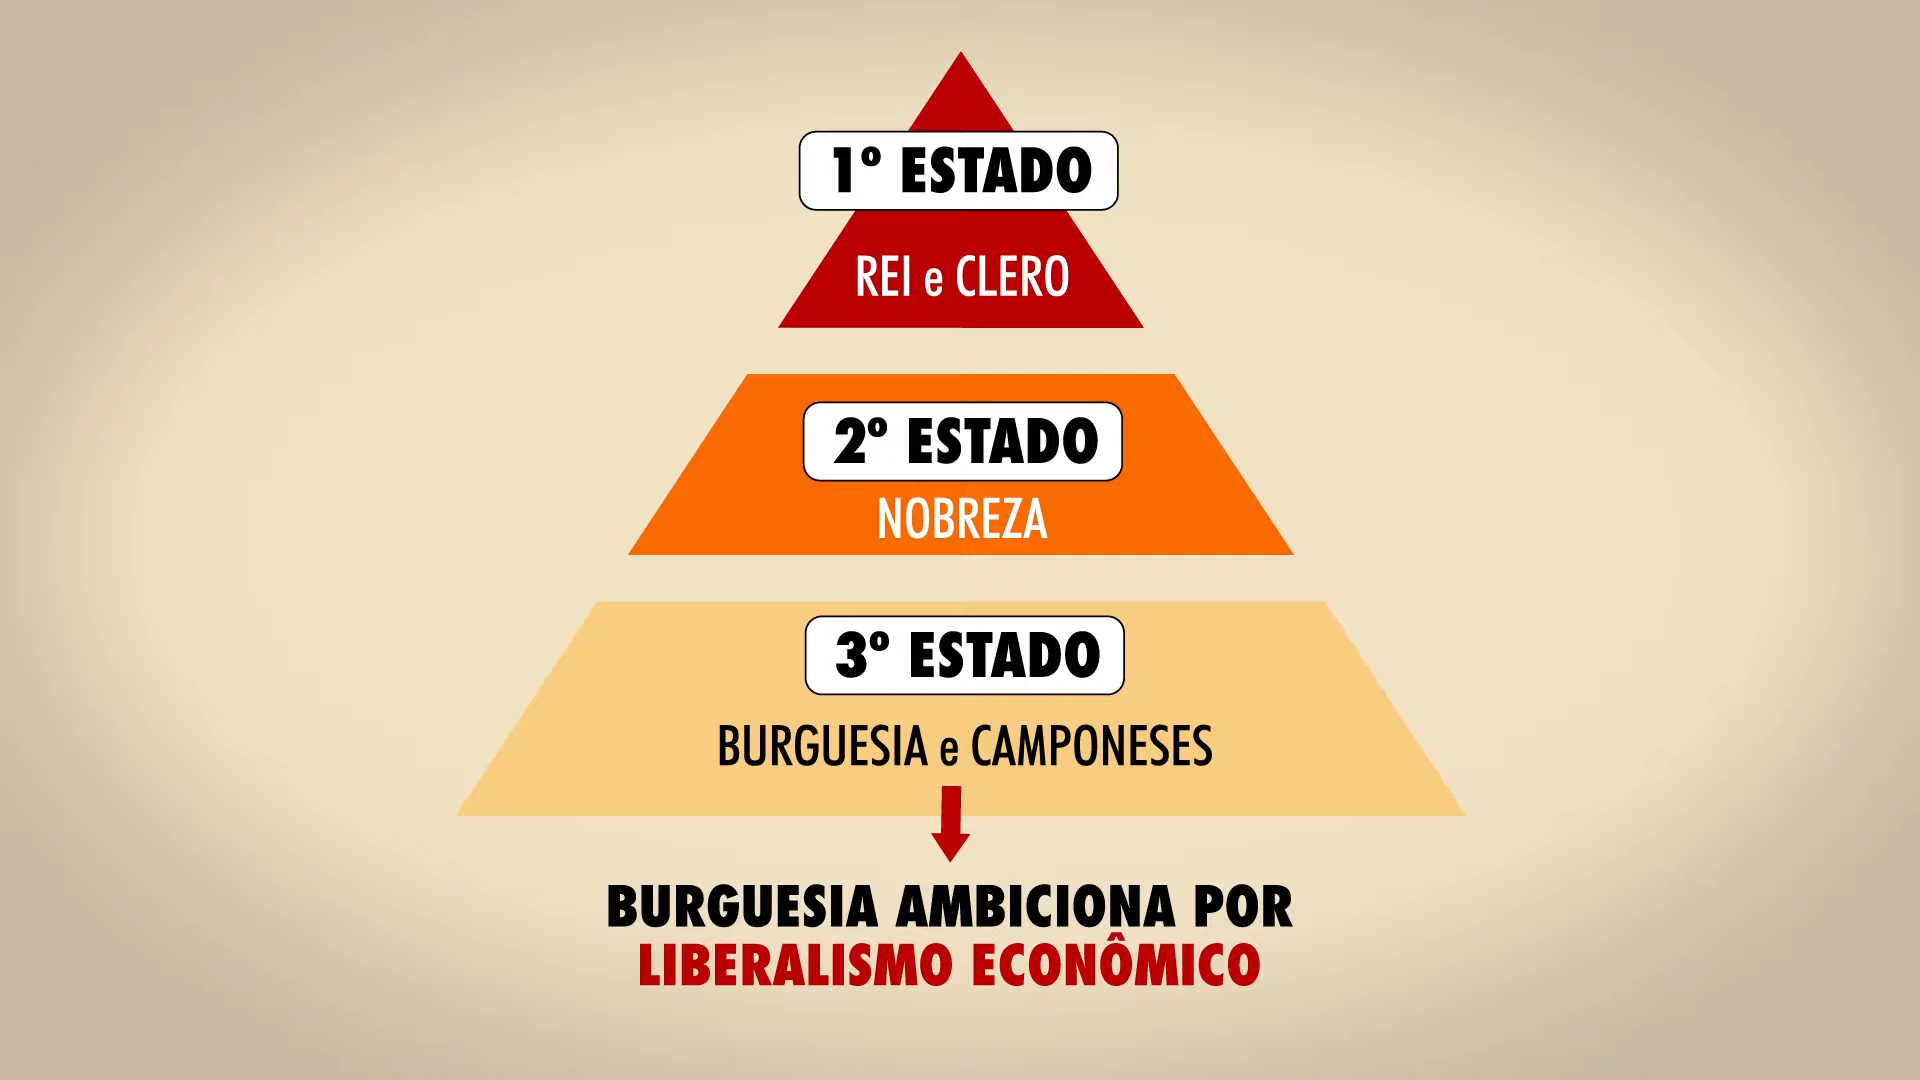 1º ESTADO
REI e CLERO
2º ESTADO
NOBREZA
3º ESTADO
BURGUESIA e CAMPONESES
BURGUESIA AMBICIONA POR
LIBERALISMO ECONÔMICO